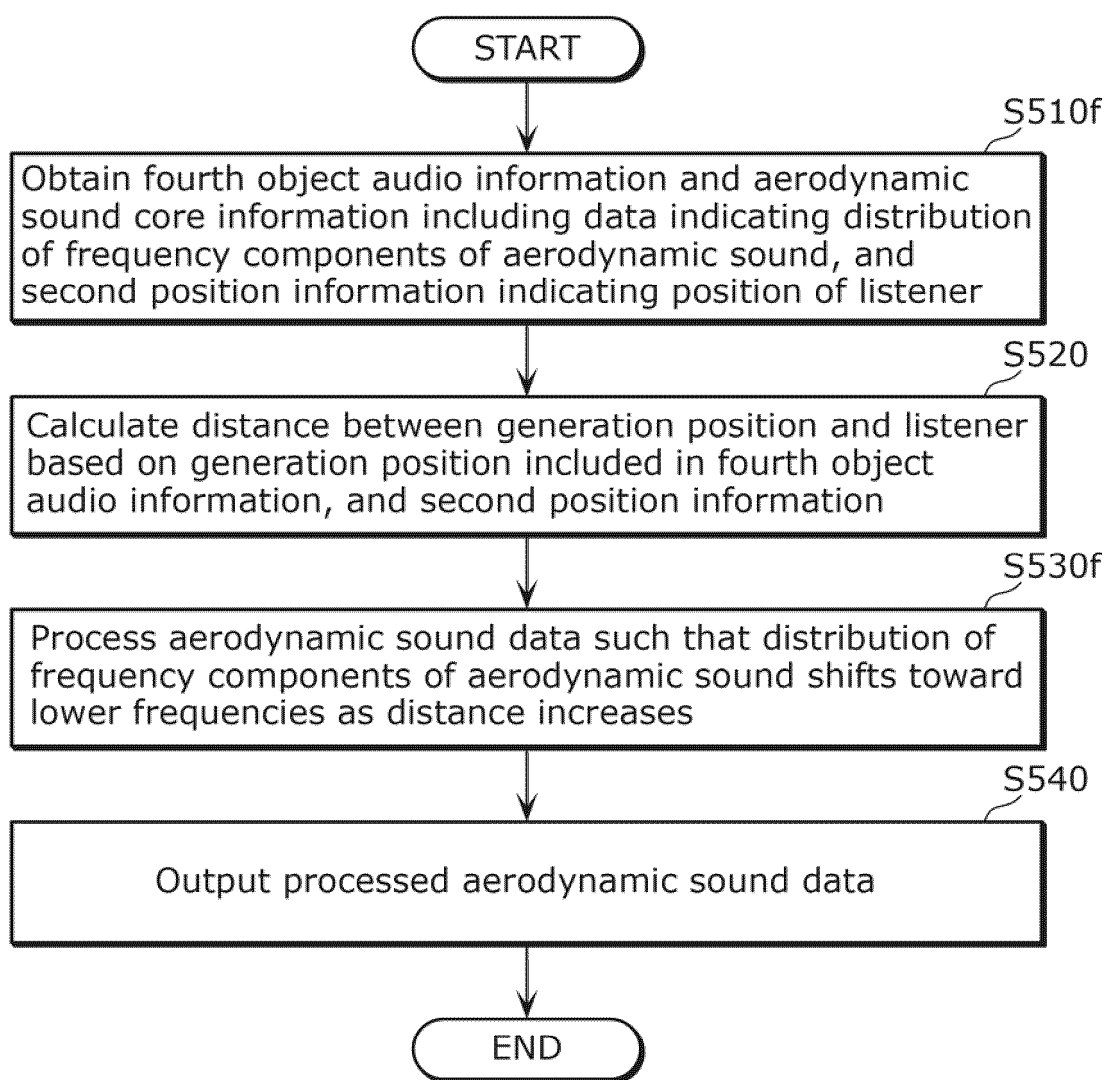 START
S510f
Obtain fourth object audio information and aerodynamic
sound core information including data indicating distribution
of frequency components of aerodynamic sound, and
second position information indicating position of listener
S520
Calculate distance between generation position and listener
based on generation position included in fourth object
audio information, and second position information
S530f
Process aerodynamic sound data such that distribution of
frequency components of aerodynamic sound shifts toward
lower frequencies as distance increases
S540
Output processed aerodynamic sound data
END